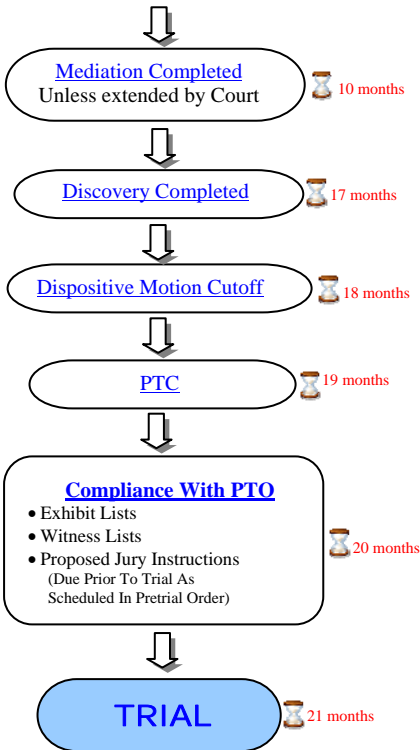 Mediation Completed
Unless extended by Court
10 months
Discovery Completed
17 months
Dispositive Motion Cutoff
18 months
PTC
19 months
Compliance With PTO
• Exhibit Lists
• Witness Lists
• Proposed Jury Instructions
(Due Prior To Trial As
Scheduled In Pretrial Order)
20 months
TRIAL
21 months